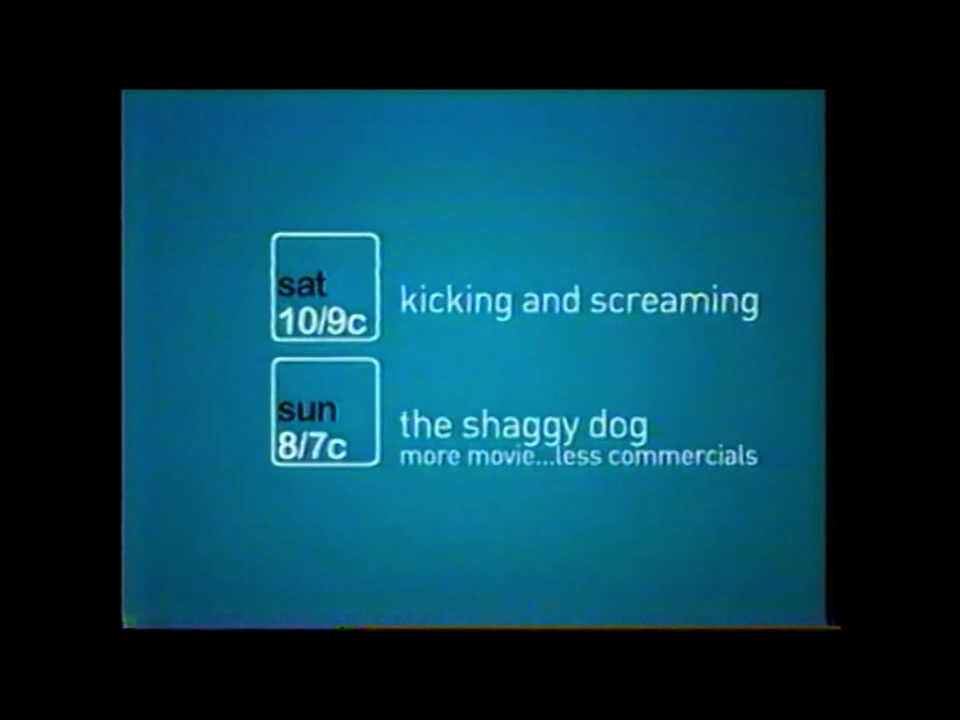 sat
10/9c
kicking and screaming
sun
8/7c
the shaggy dog
more movie...less commercials